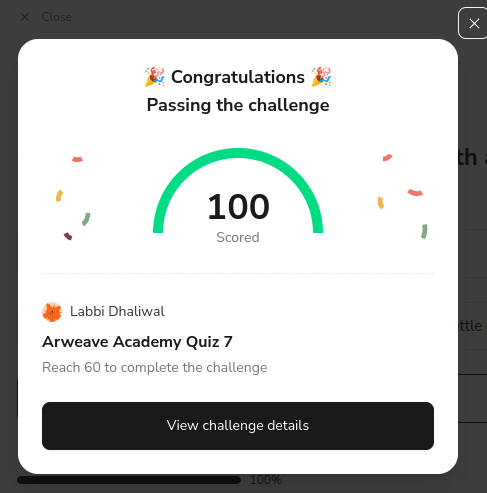 Close
🎉 Congratulations 🎉
Passing the challenge
th a
100
Scored
Labbi Dhaliwal
uttle
Arweave Academy Quiz 7
Reach 60 to complete the challenge
View challenge details
100%